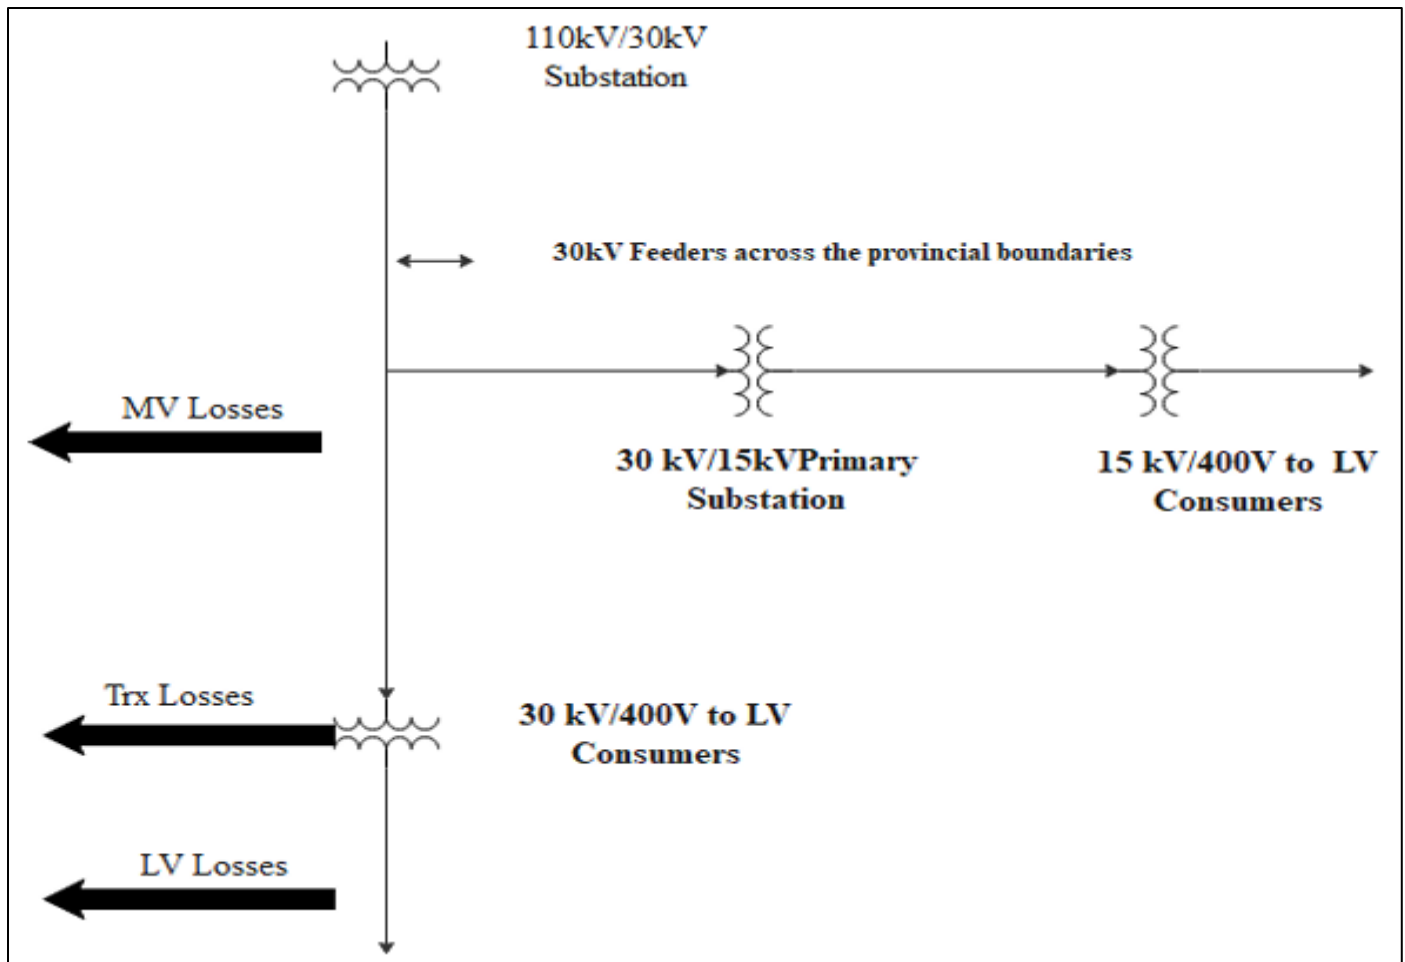 110kV/30kV
Substation
30kV Feeders across the provincial boundaries
MV Losses
30 kV/15kVPrimary
Substation
15 kV/400V to LV
Consumers
Trx Losses
30 kV/400V to LV
Consumers
LV Losses